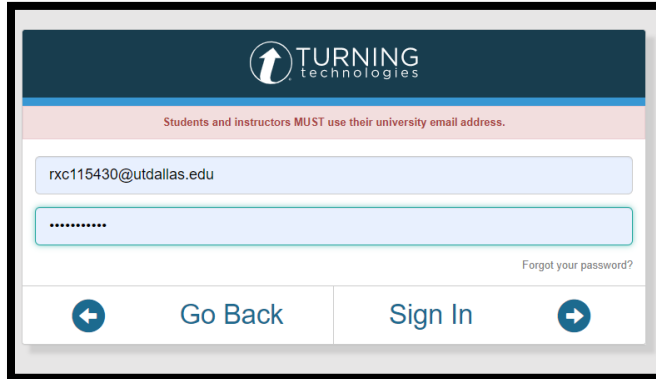 TURNING
technologies
Students and instructors MUST use their university email address.
rxc115430@utdallas.edu
•••••••••••
Forgot your password?
Go Back
Sign In